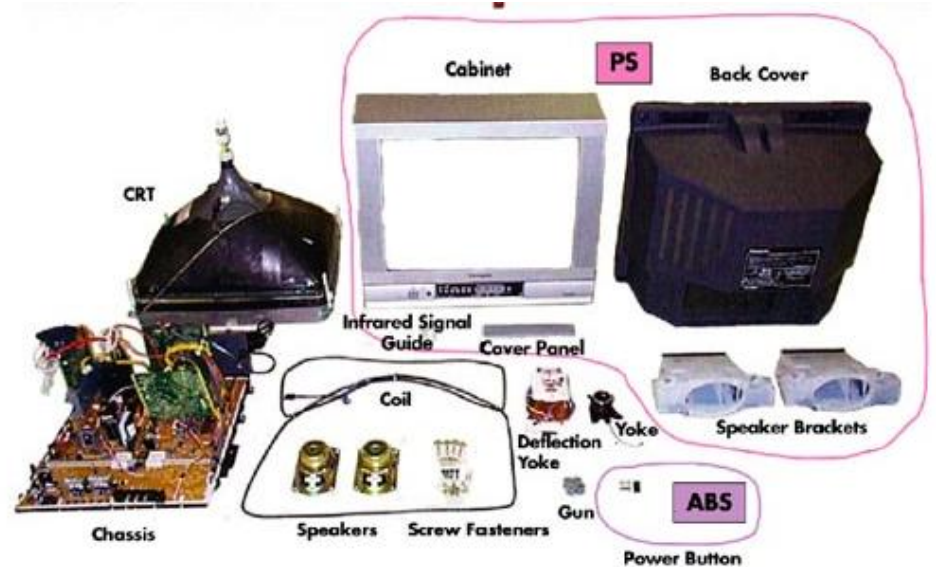 PS
Cabinet
Back Cover
CRT
Infrared Signal
Guide
Cover Panel
Coil
Deflection
Yoke
Yoke
Speaker Brackets
Speakers
Screw Fasteners
Gun
ABS
Chassis
Power Button